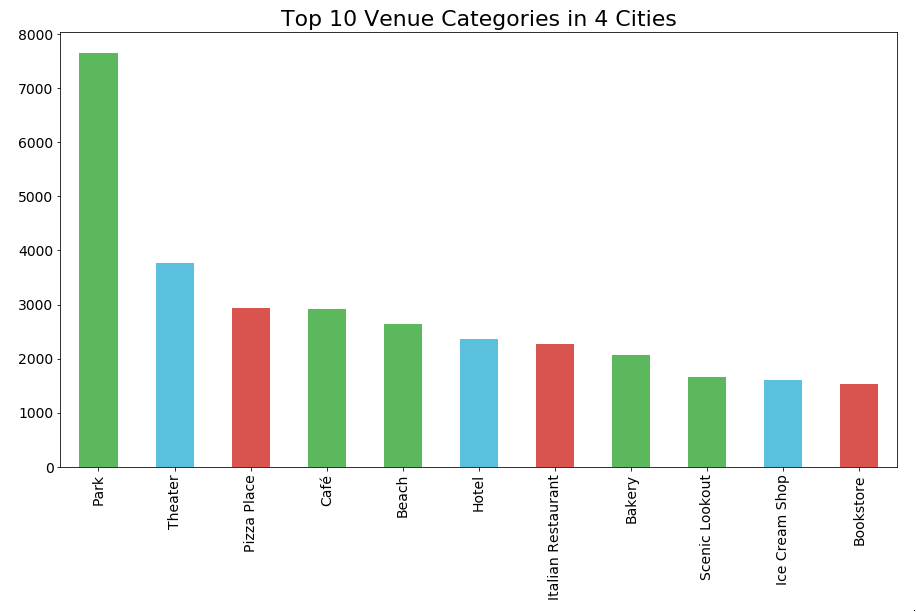 Top 10 Venue Categories in 4 Cities
8000
7000
6000
5000
4000
3000
2000
1000
0
Park
Theater
Pizza Place
Café
Beach
Hotel
Italian Restaurant
Bakery
Scenic Lookout
Ice Cream Shop
Bookstore